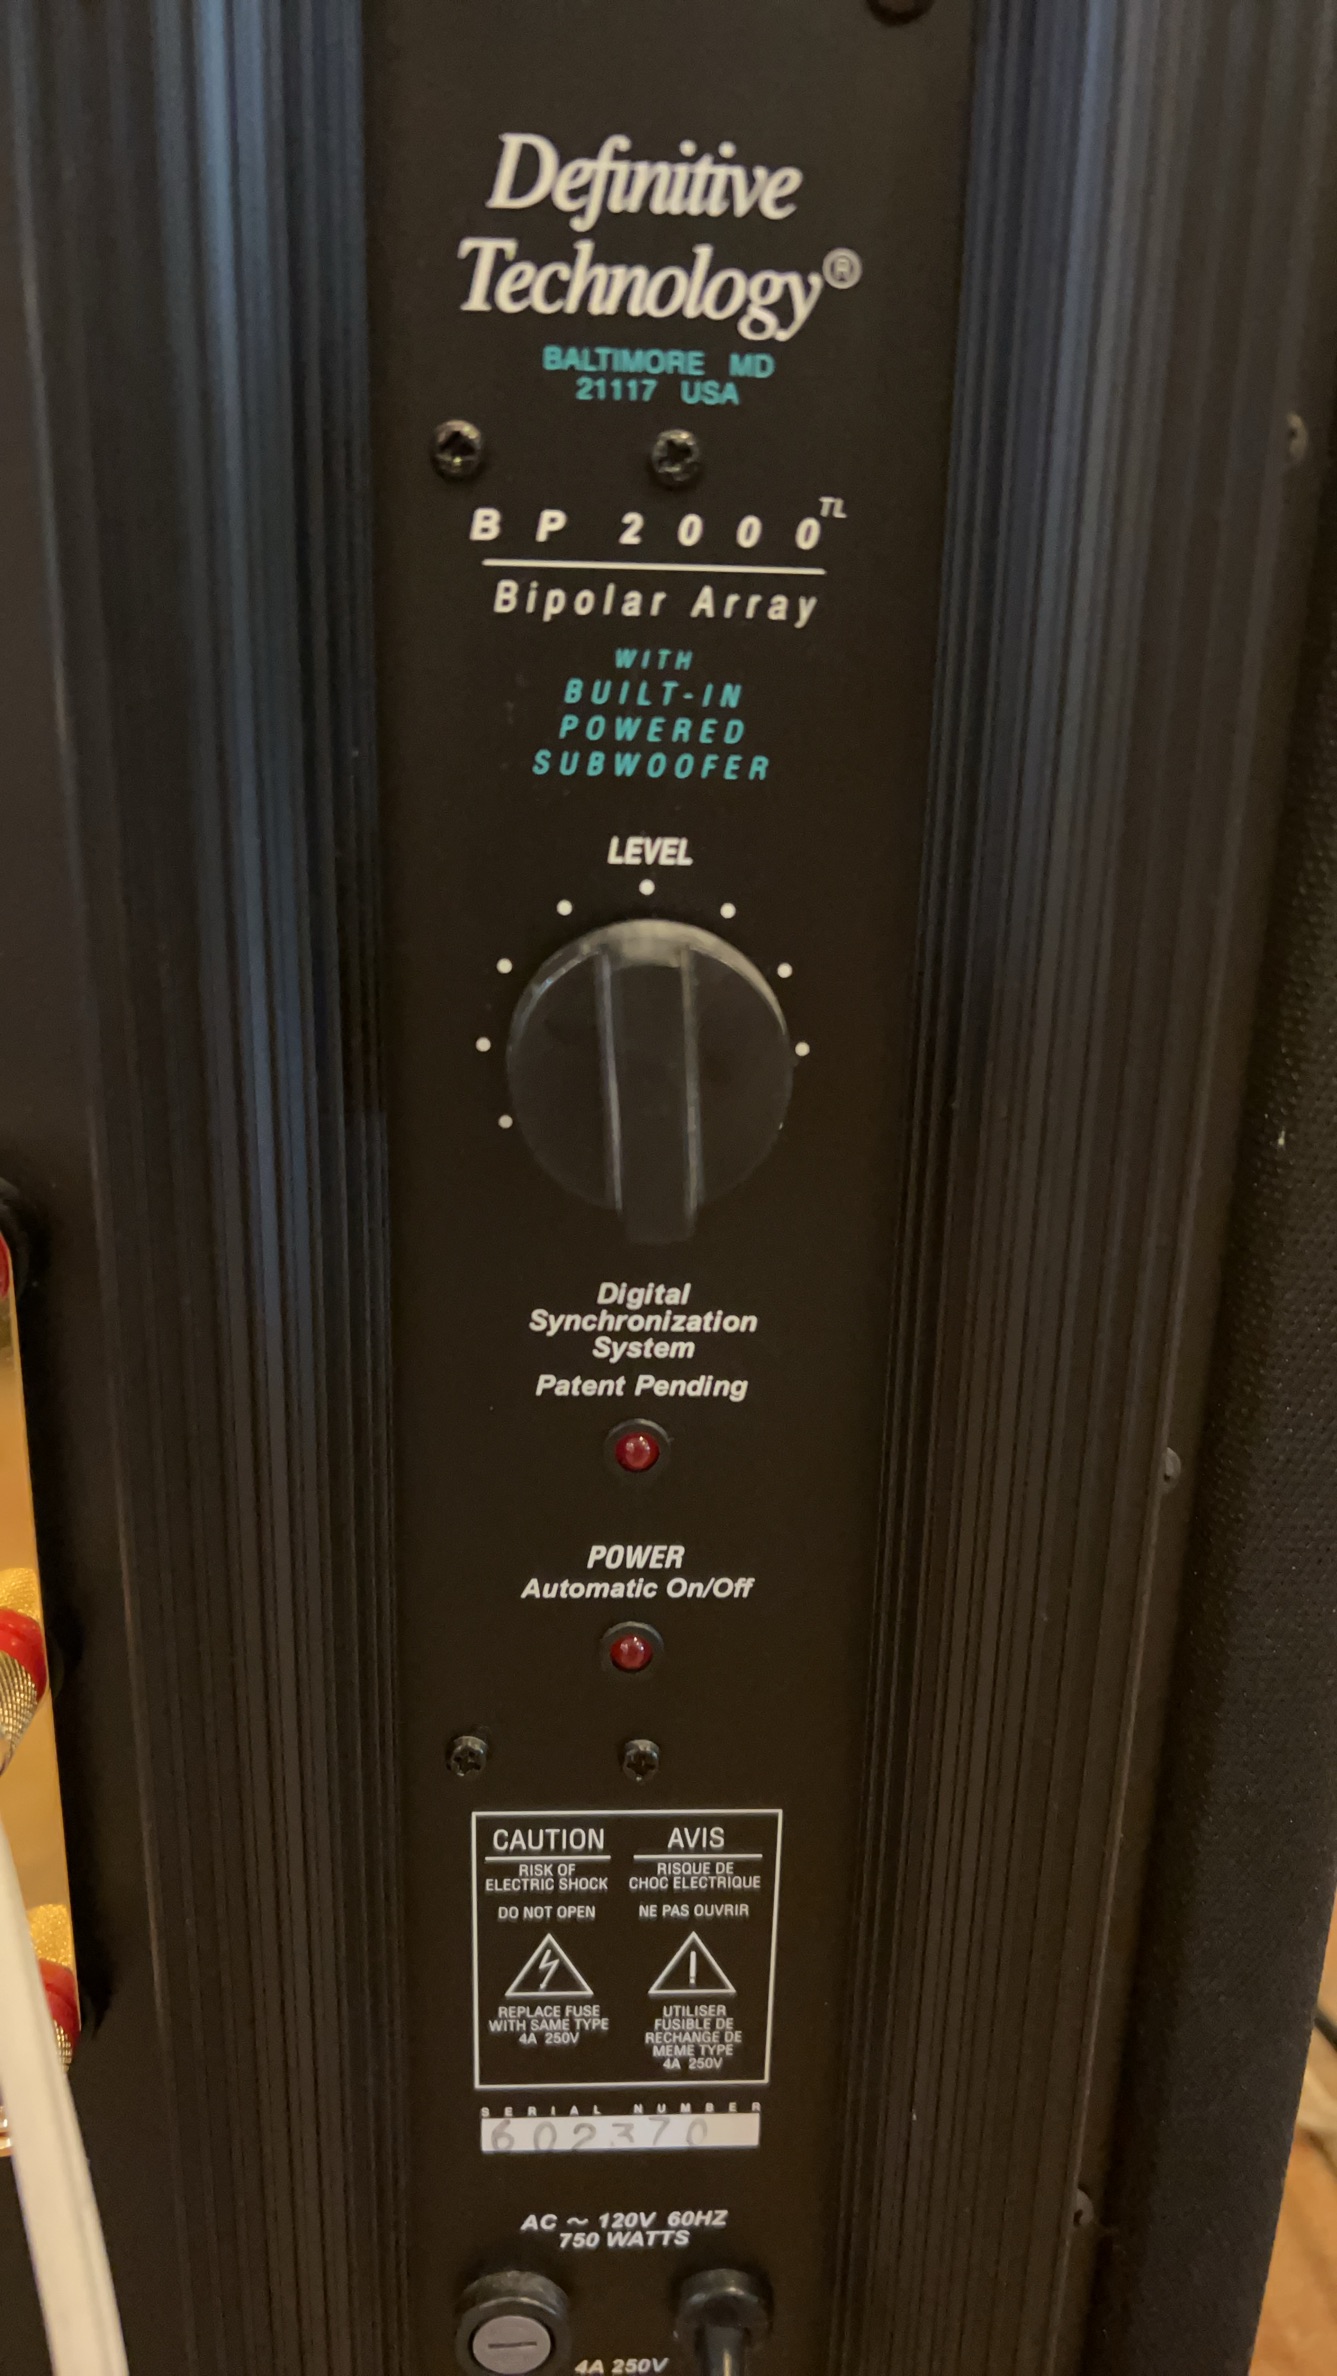 Definitive
Technology®
BALTIMORE MD
21117 USA
BP 2000 TL
Bipolar Array
WITH
BUILT-IN
POWERED
SUBWOOFER
LEVEL
Digital
Synchronization
System
Patent Pending
POWER
Automatic On/Off
CAUTION
RISK OF
ELECTRIC SHOCK
DO NOT OPEN
REPLACE FUSE
WITH SAME TYPE
4A 250V
AVIS
RISQUE DE
CHOC ELECTRIQUE
NE PAS OUVRIR
UTILISER
FUSIBLE DE
RECHANGE DE
MEME TYPE
4A 250V
SERIAL NUMBER
602370
AC ~ 120V 60HZ
750 WATTS
4A 250V